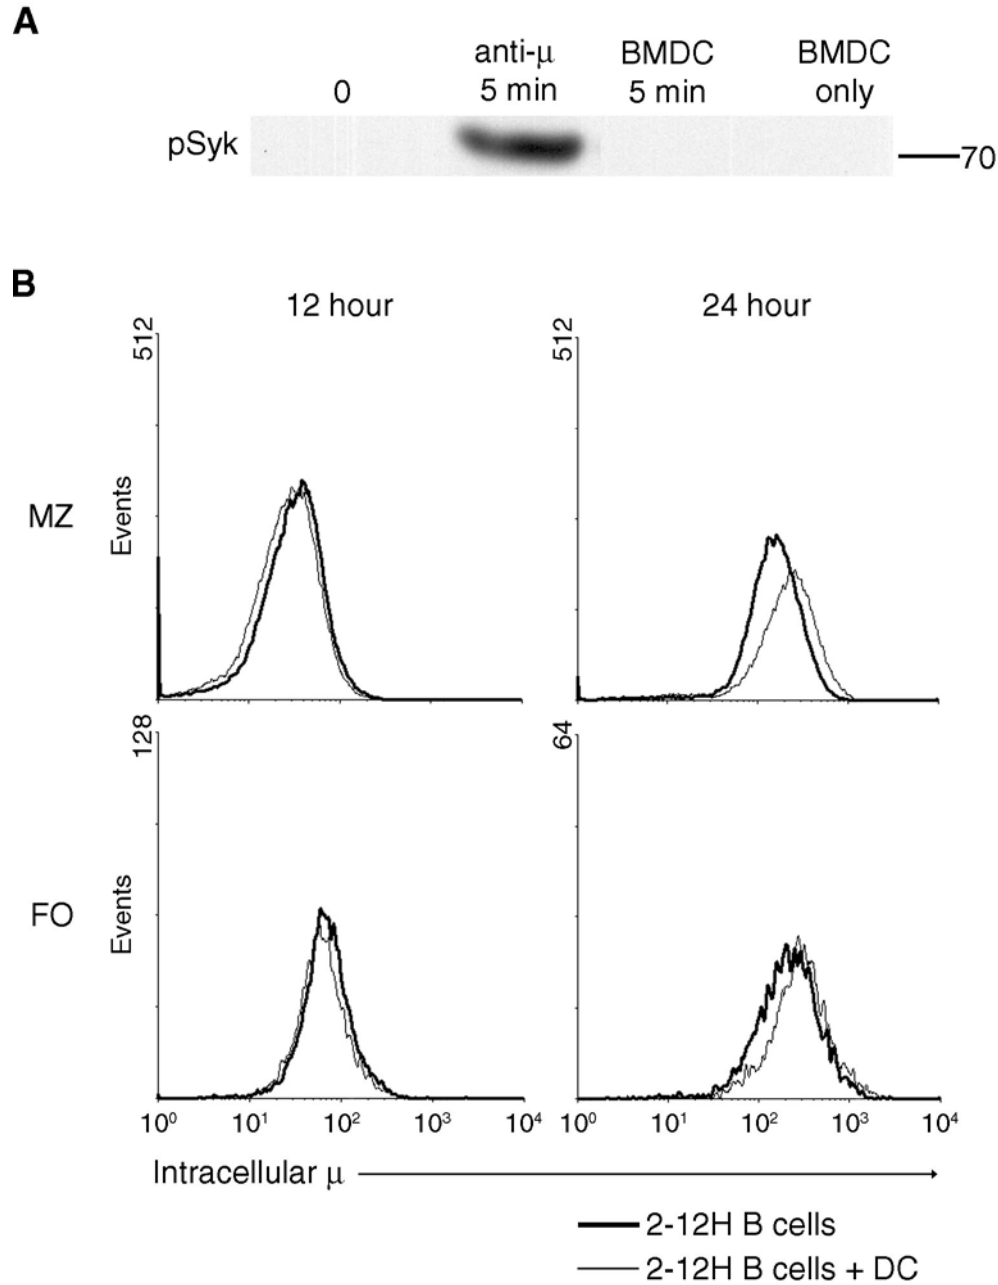 A
0
anti-μ
5 min
BMDC
5 min
BMDC
only
pSyk
70
B
12 hour
24 hour
512
512
Events
MZ
128
64
Events
FO
10⁰ 10¹ 10² 10³ 10⁴
10⁰ 10¹ 10² 10³ 10⁴
Intracellular μ
2-12H B cells
2-12H B cells + DC